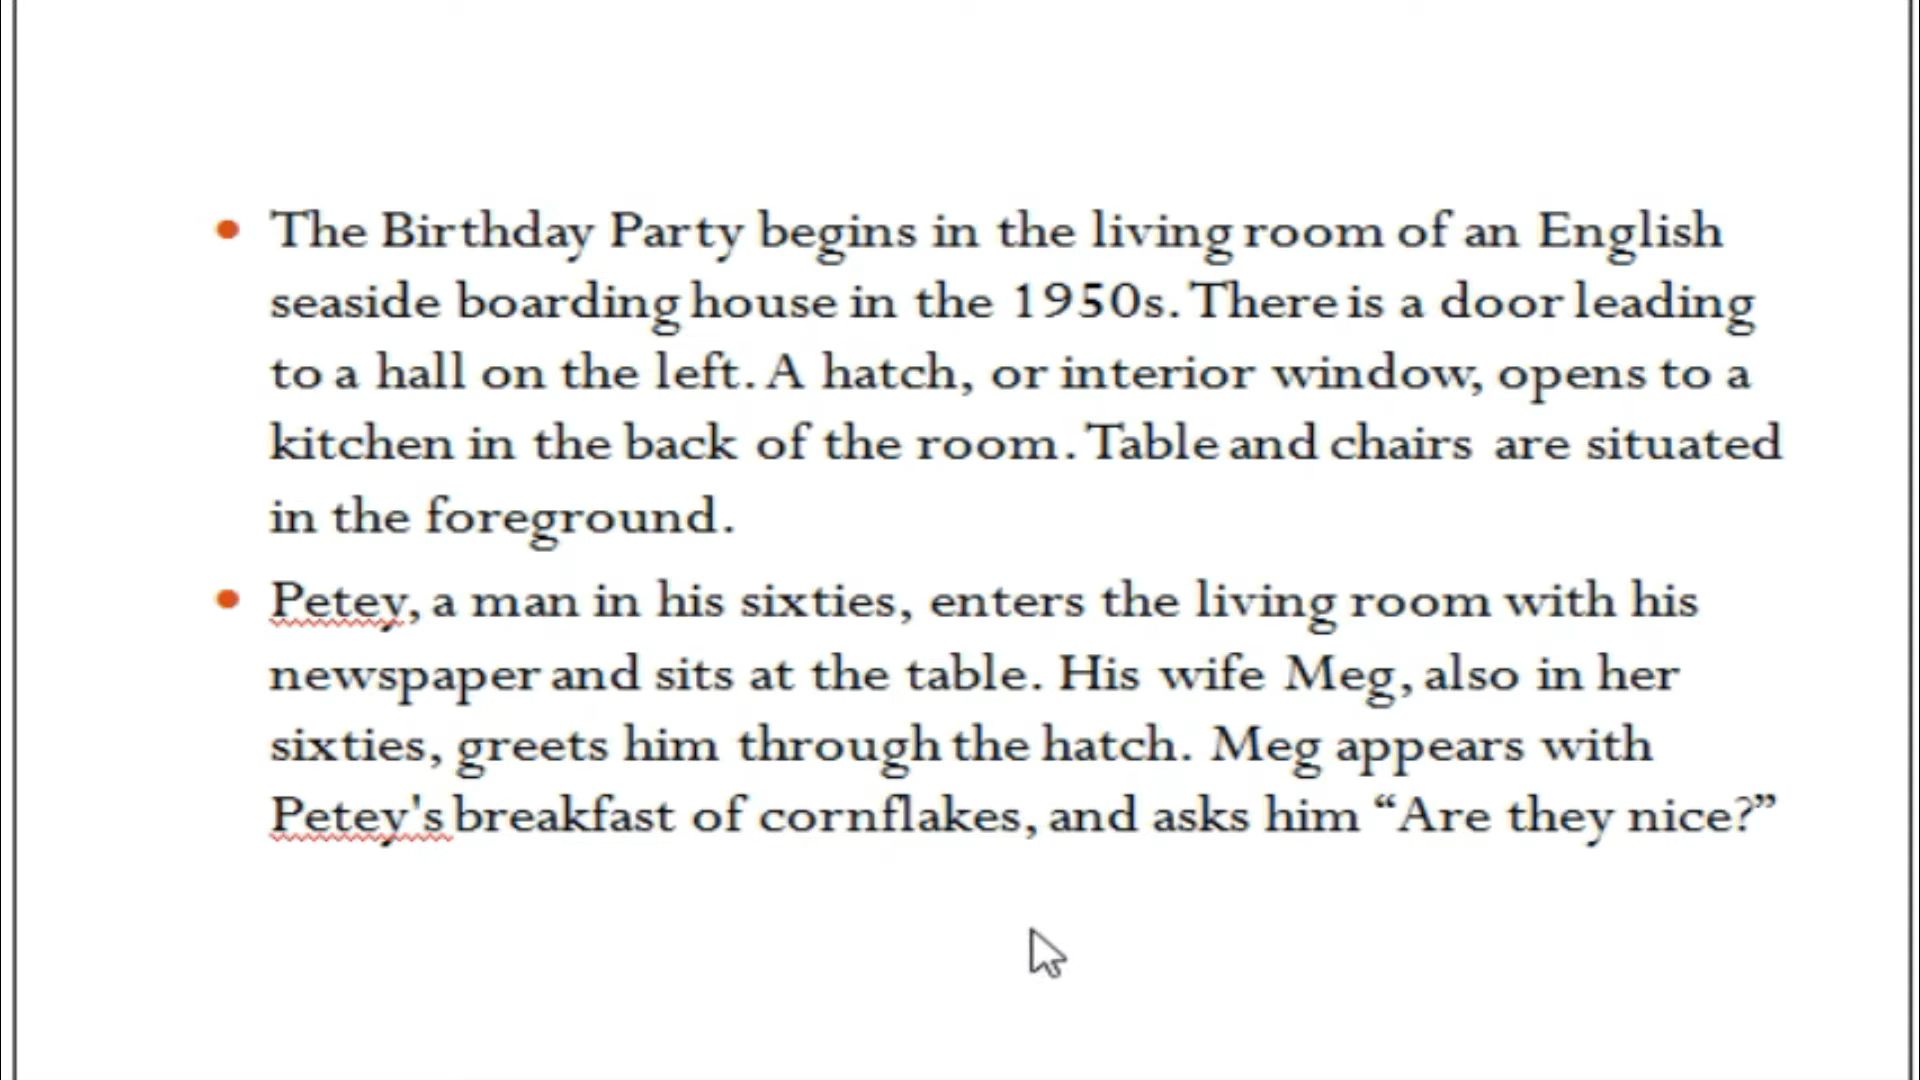 • The Birthday Party begins in the living room of an English
seaside boarding house in the 1950s. There is a door leading
to a hall on the left. A hatch, or interior window, opens to a
kitchen in the back of the room. Table and chairs are situated
in the foreground.
• Petey, a man in his sixties, enters the living room with his
newspaper and sits at the table. His wife Meg, also in her
sixties, greets him through the hatch. Meg appears with
Petey's breakfast of cornflakes, and asks him “Are they nice?”